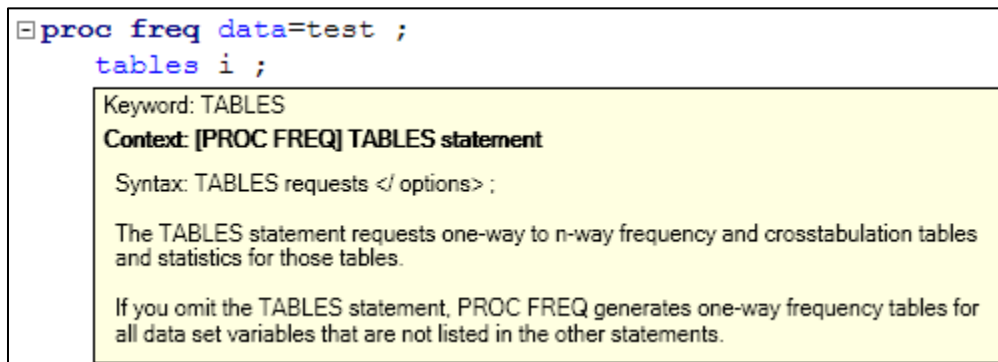 proc freq data=test ;
tables i ;
Keyword: TABLES
Context: [PROC FREQ] TABLES statement
Syntax: TABLES requests </ options> ;
The TABLES statement requests one-way to n-way frequency and crosstabulation tables
and statistics for those tables.
If you omit the TABLES statement, PROC FREQ generates one-way frequency tables for
all data set variables that are not listed in the other statements.